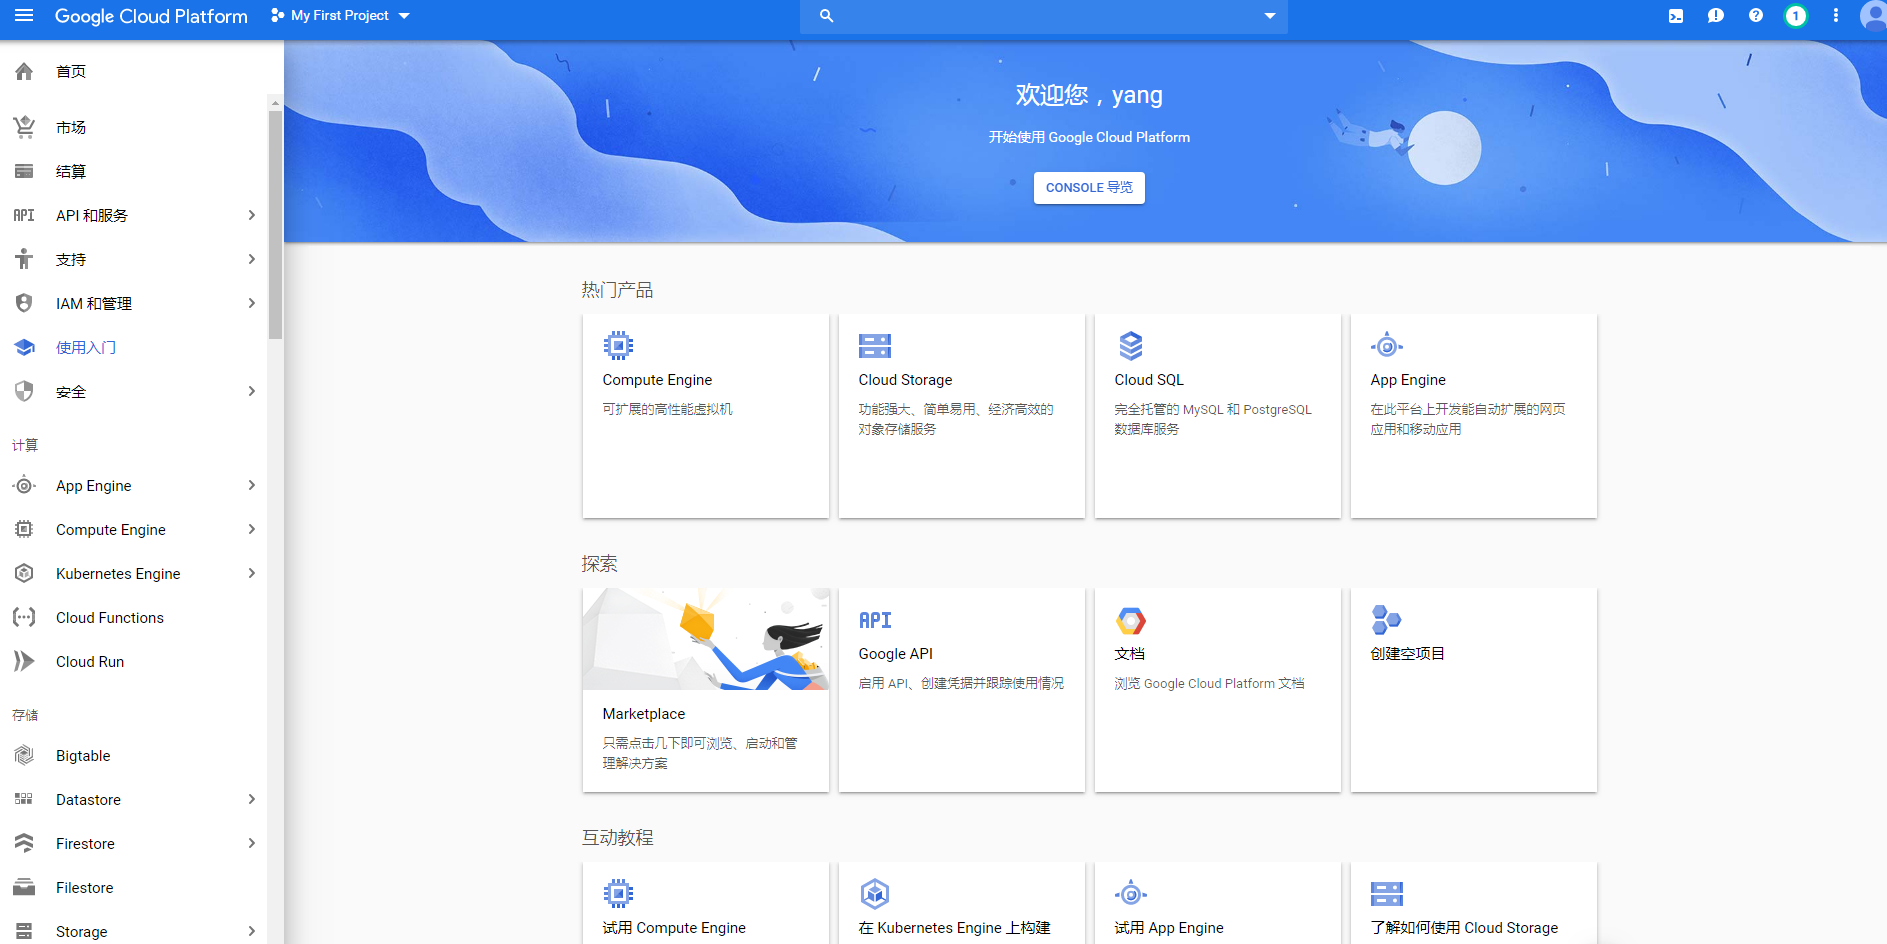 Google Cloud Platform
My First Project
1
首页
市场
结算
API API 和服务
支持
IAM 和管理
使用入门
安全
计算
App Engine
Compute Engine
Kubernetes Engine
Cloud Functions
Cloud Run
存储
Bigtable
Datastore
Firestore
Filestore
Storage
欢迎您，yang
开始使用 Google Cloud Platform
CONSOLE 导览
热门产品
Compute Engine
可扩展的高性能虚拟机
Cloud Storage
功能强大、简单易用、经济高效的
对象存储服务
Cloud SQL
完全托管的 MySQL 和 PostgreSQL
数据库服务
App Engine
在此平台上开发能自动扩展的网页
应用和移动应用
探索
Marketplace
只需点击几下即可浏览、启动和管
理解决方案
API
Google API
启用 API、创建凭据并跟踪使用情况
文档
浏览 Google Cloud Platform 文档
创建空项目
互动教程
试用 Compute Engine
在 Kubernetes Engine 上构建
试用 App Engine
了解如何使用 Cloud Storage